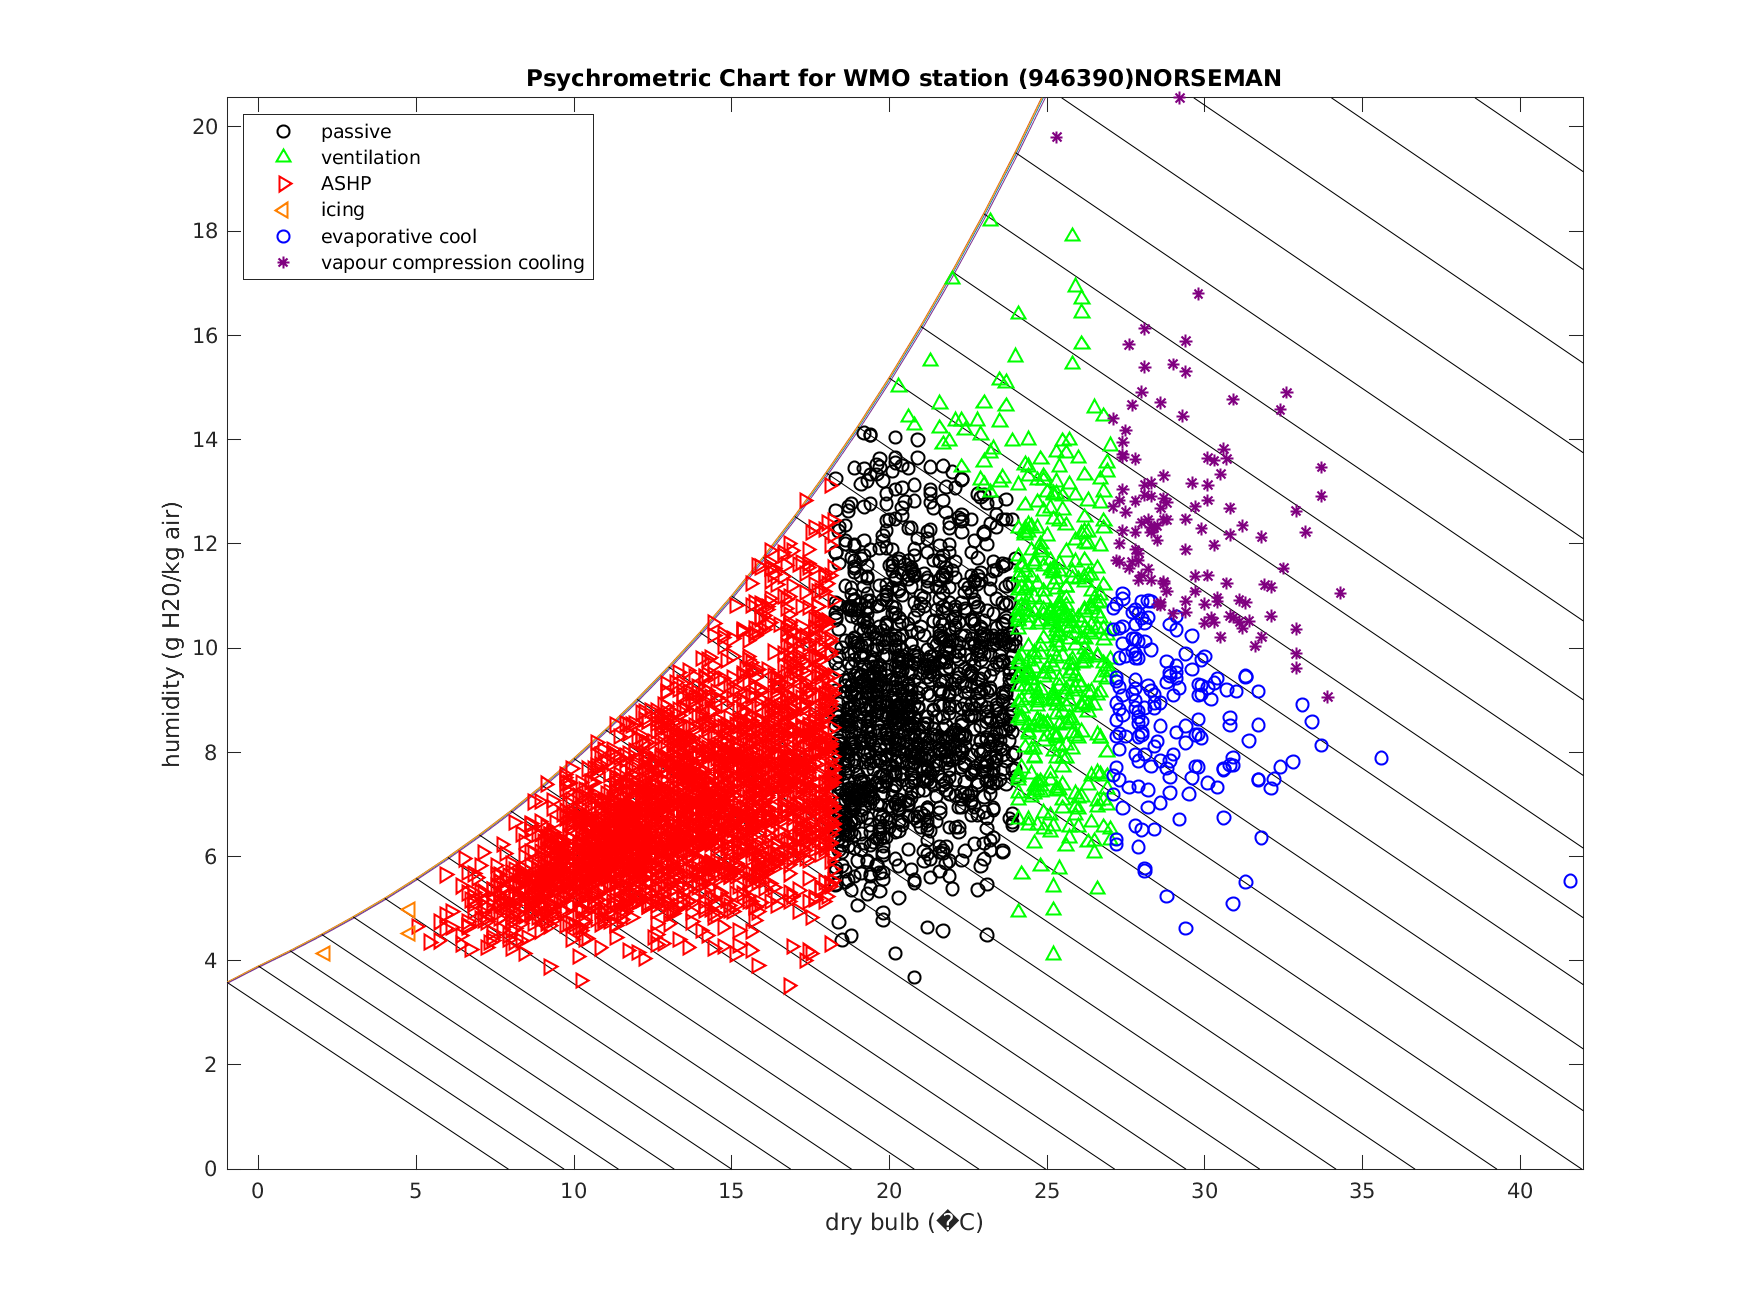 Psychrometric Chart for WMO station (946390)NORSEMAN
passive
ventilation
ASHP
icing
evaporative cool
vapour compression cooling
humidity (g H20/kg air)
20
18
16
14
12
10
8
6
4
2
0
0 5 10 15 20 25 30 35 40
dry bulb (�C)